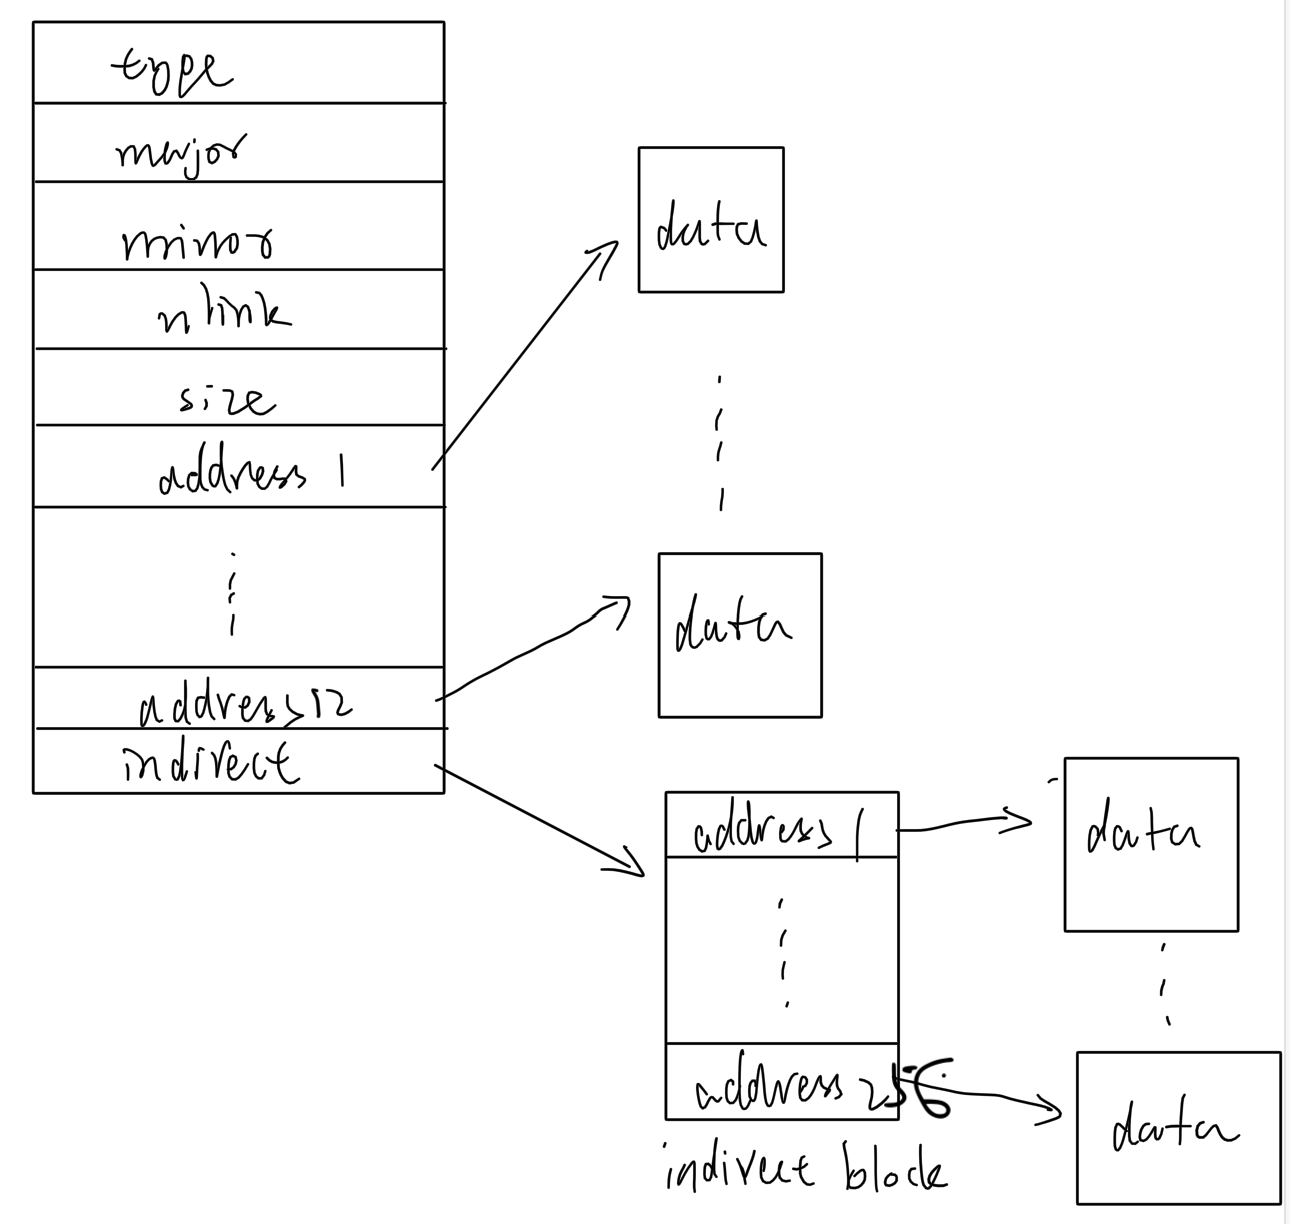 type
major
minor
nlink
size
address 1
address 12
indirect
data
data
address 1
address 256
indirect block
data
data